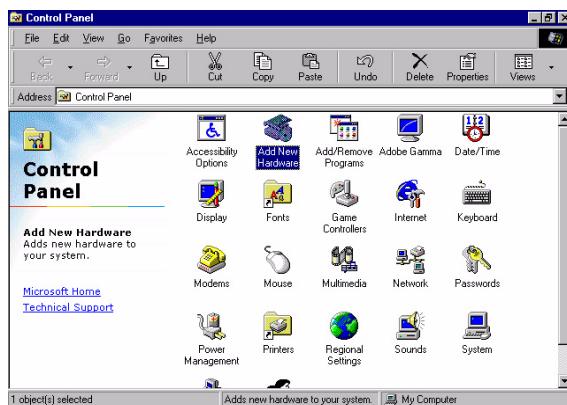 Control Panel
File Edit View Go Favorites Help
Back Forward Up Cut Copy Paste Undo Delete Properties Views
Address Control Panel
Control
Panel
Add New Hardware
Adds new hardware to
your system.
Microsoft Home
Technical Support
Accessibility
Options
Add New
Hardware
Add/Remove
Programs
Adobe Gamma
Date/Time
Display
Fonts
Game
Controllers
Internet
Keyboard
Modems
Mouse
Multimedia
Network
Passwords
Power
Management
Printers
Regional
Settings
Sounds
System
1 object(s) selected
Adds new hardware to your system.
My Computer